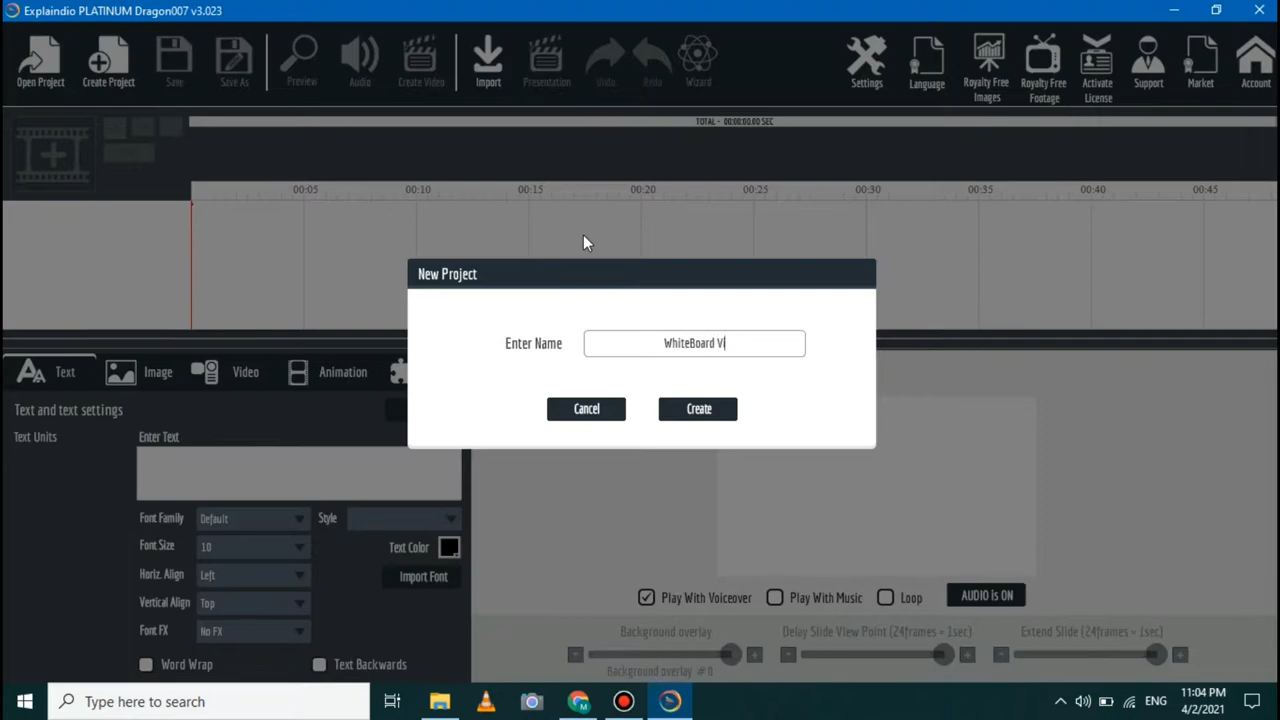 Explaindio PLATINUM Dragon007 v3.023
Open Project
Create Project
Save
Save As
Preview
Audio
Create Video
Import
Presentation
Undo
Redo
Wizard
Settings
Language
Royalty Free
Images
Royalty Free
Footage
Activate
License
Support
Market
Account
TOTAL - 00:00:00.00 SEC
00:05 00:10 00:15 00:20 00:25 00:30 00:35 00:40 00:45
New Project
Enter Name WhiteBoard Vi
Cancel Create
Text Image Video Animation
Text and text settings
Text Units Enter Text
Font Family Default Style
Font Size 10 Text Color
Horiz. Align Left Import Font
Vertical Align Top
Font FX No FX
Word Wrap Text Backwards
Play With Voiceover Play With Music Loop AUDIO is ON
Background overlay Delay Slide View Point (24frames = 1sec) Extend Slide (24frames = 1sec)
- + - + - +
Background overlay # 0
Type here to search
ENG
11:04 PM
4/2/2021